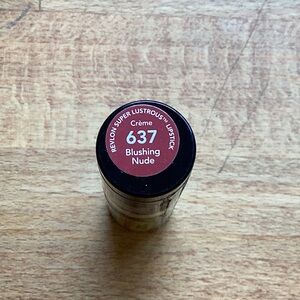 REVLON SUPER LUSTROUS™ LIPSTICK
Crème
637
Blushing
Nude